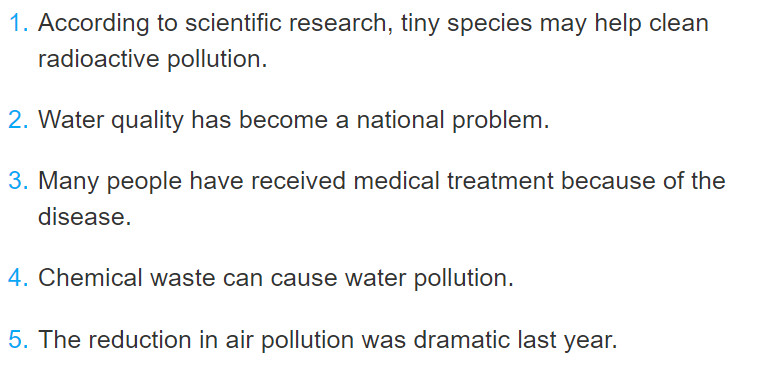 1. According to scientific research, tiny species may help clean
radioactive pollution.
2. Water quality has become a national problem.
3. Many people have received medical treatment because of the
disease.
4. Chemical waste can cause water pollution.
5. The reduction in air pollution was dramatic last year.